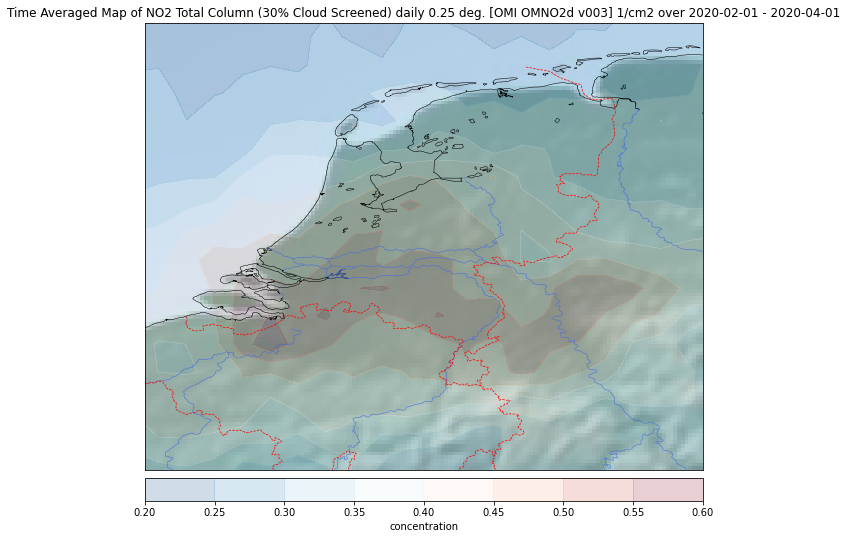 Time Averaged Map of NO2 Total Column (30% Cloud Screened) daily 0.25 deg. [OMI OMNO2d v003] 1/cm2 over 2020-02-01 - 2020-04-01
0.20 0.25 0.30 0.35 0.40 0.45 0.50 0.55 0.60
concentration